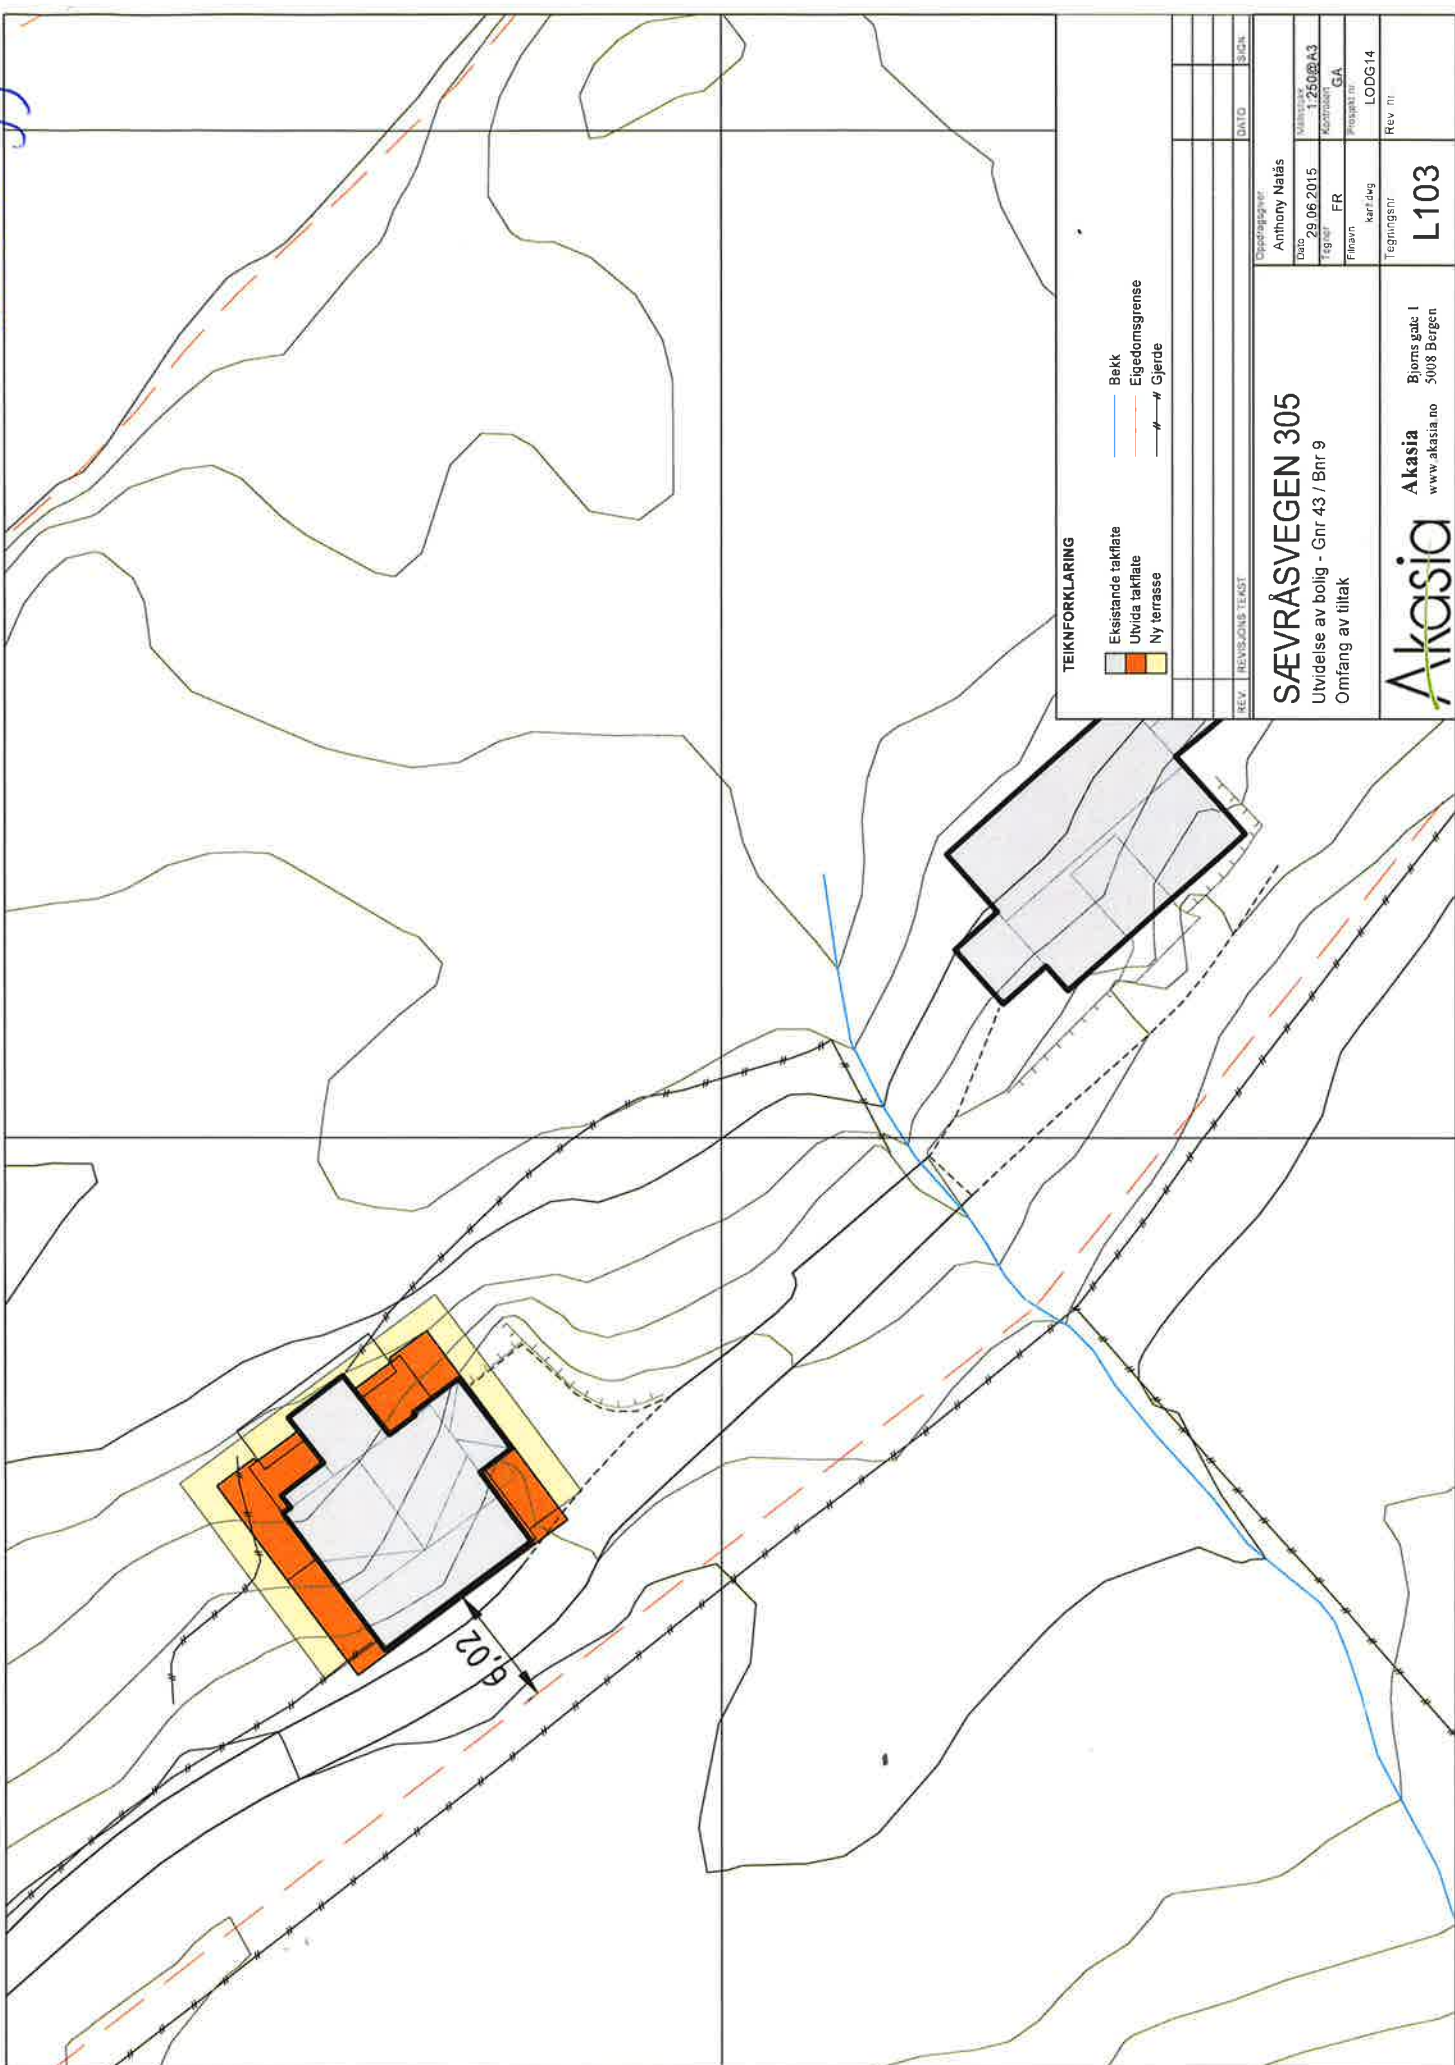 6,02
TEIKNFORKLARING
Eksistande takflate
Utvida takflate
Ny terrasse
Bekk
Eigedomsgrense
Gjerde
REV. REVISJONS TEKST DATO SIGN
SÆVRÅSVEGEN 305
Utvidelse av bolig - Gnr 43 / Bnr 9
Omfang av tiltak
Oppdragsgiver
Anthony Natås
Dato
29.06.2015
Målestokk
1:250@A3
Tegner
FR
Kontrollert
GA
Filnavn
kart.dwg
Prosjekt nr
LODG14
Tegningsnr
L103
Rev. nr
Akasia
Akasia
www.akasia.no
Bjørns gate 1
5008 Bergen